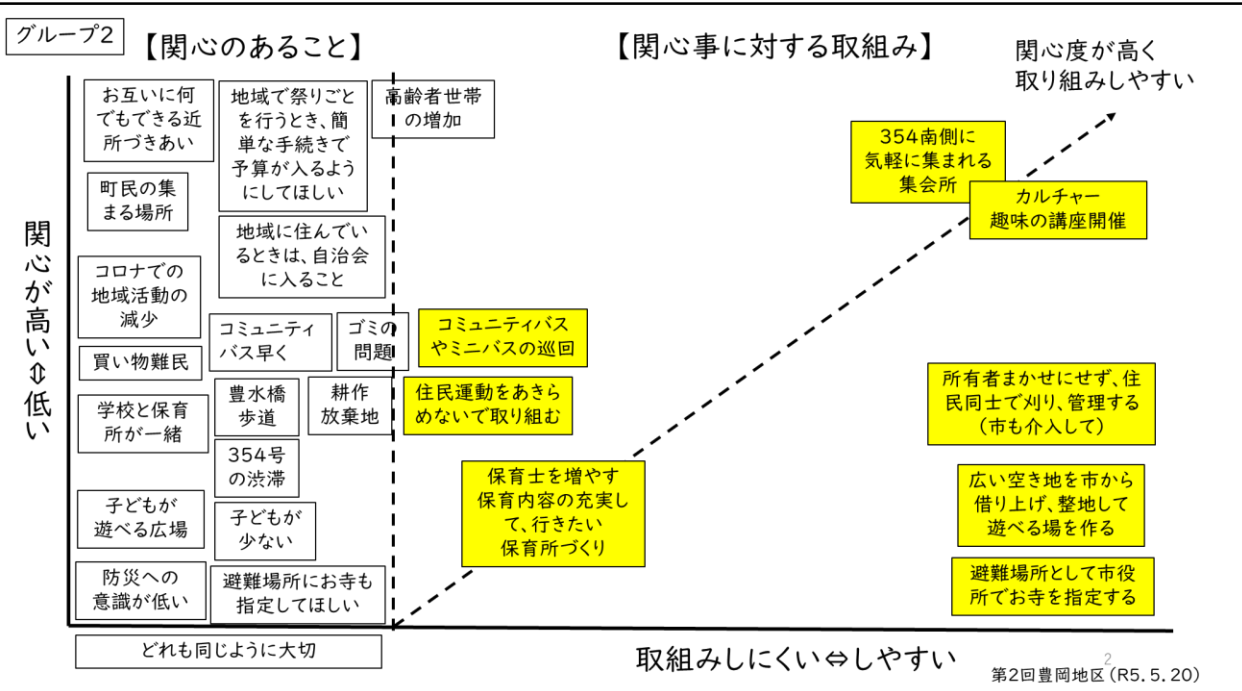 グループ2
【関心のあること】
【関心事に対する取組み】
関心度が高く
取り組みしやすい
お互いに何
でもできる近
所づきあい
地域で祭りごと
を行うとき、簡
単な手続きで
予算が入るよう
にしてほしい
高齢者世帯
の増加
354南側に
気軽に集まれる
集会所
カルチャー
趣味の講座開催
町民の集
まる場所
地域に住んでい
るときは、自治会
に入ること
関心が高い⇔低い
コロナでの
地域活動の
減少
コミュニティ
バス早く
ゴミの
問題
コミュニティバス
やミニバスの巡回
買い物難民
豊水橋
歩道
耕作
放棄地
住民運動をあきら
めないで取り組む
所有者まかせにせず、住
民同士で刈り、管理する
(市も介入して)
学校と保育
所が一緒
354号
の渋滞
保育士を増やす
保育内容の充実し
て、行きたい
保育所づくり
広い空き地を市から
借り上げ、整地して
遊べる場を作る
子どもが
遊べる広場
子どもが
少ない
防災への
意識が低い
避難場所にお寺も
指定してほしい
避難場所として市役
所でお寺を指定する
どれも同じように大切
取組みしにくい⇔しやすい
2
第2回豊岡地区(R5.5.20)